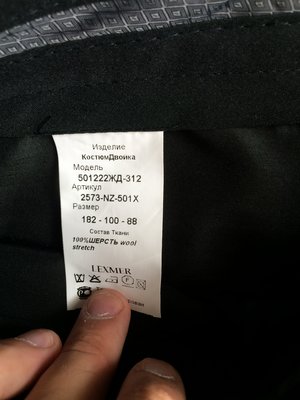 Изделие
КостюмДвойка
Модель
501222ЖД-312
Артикул
2573-NZ-501X
Размер
182 - 100 - 88
Состав Ткани
100%ШЕРСТЬ wool
stretch
LEXMER